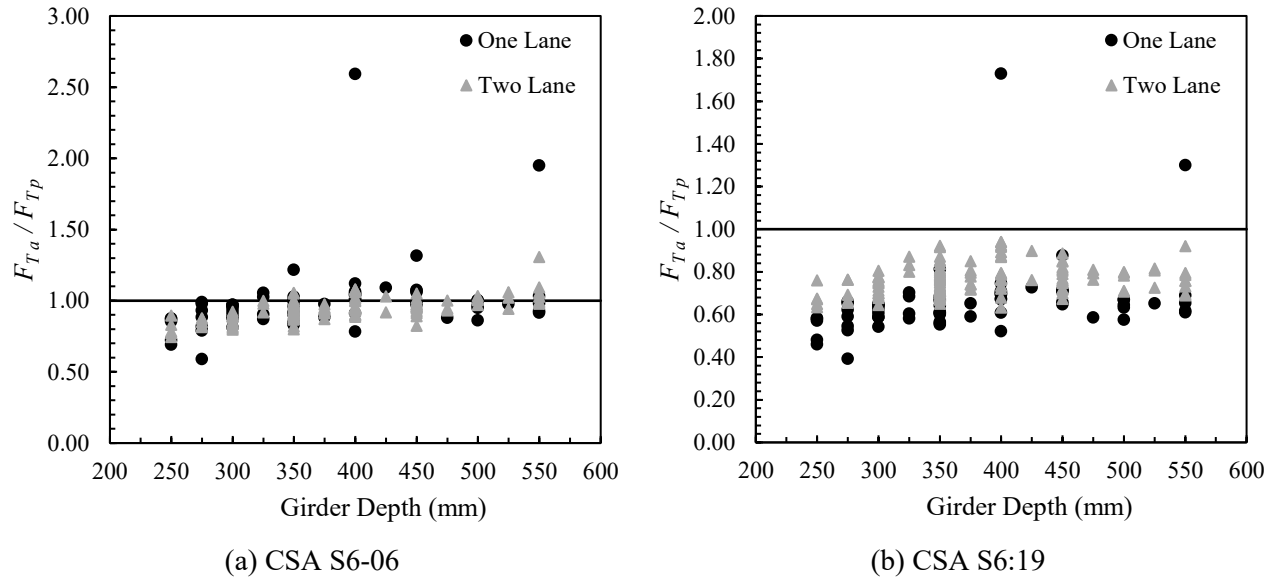 3.00
2.50
2.00
1.50
1.00
0.50
0.00
F_Ta / F_Tp
One Lane
Two Lane
200 250 300 350 400 450 500 550 600
Girder Depth (mm)
(a) CSA S6-06
2.00
1.80
1.60
1.40
1.20
1.00
0.80
0.60
0.40
0.20
0.00
F_Ta / F_Tp
One Lane
Two Lane
200 250 300 350 400 450 500 550 600
Girder Depth (mm)
(b) CSA S6:19